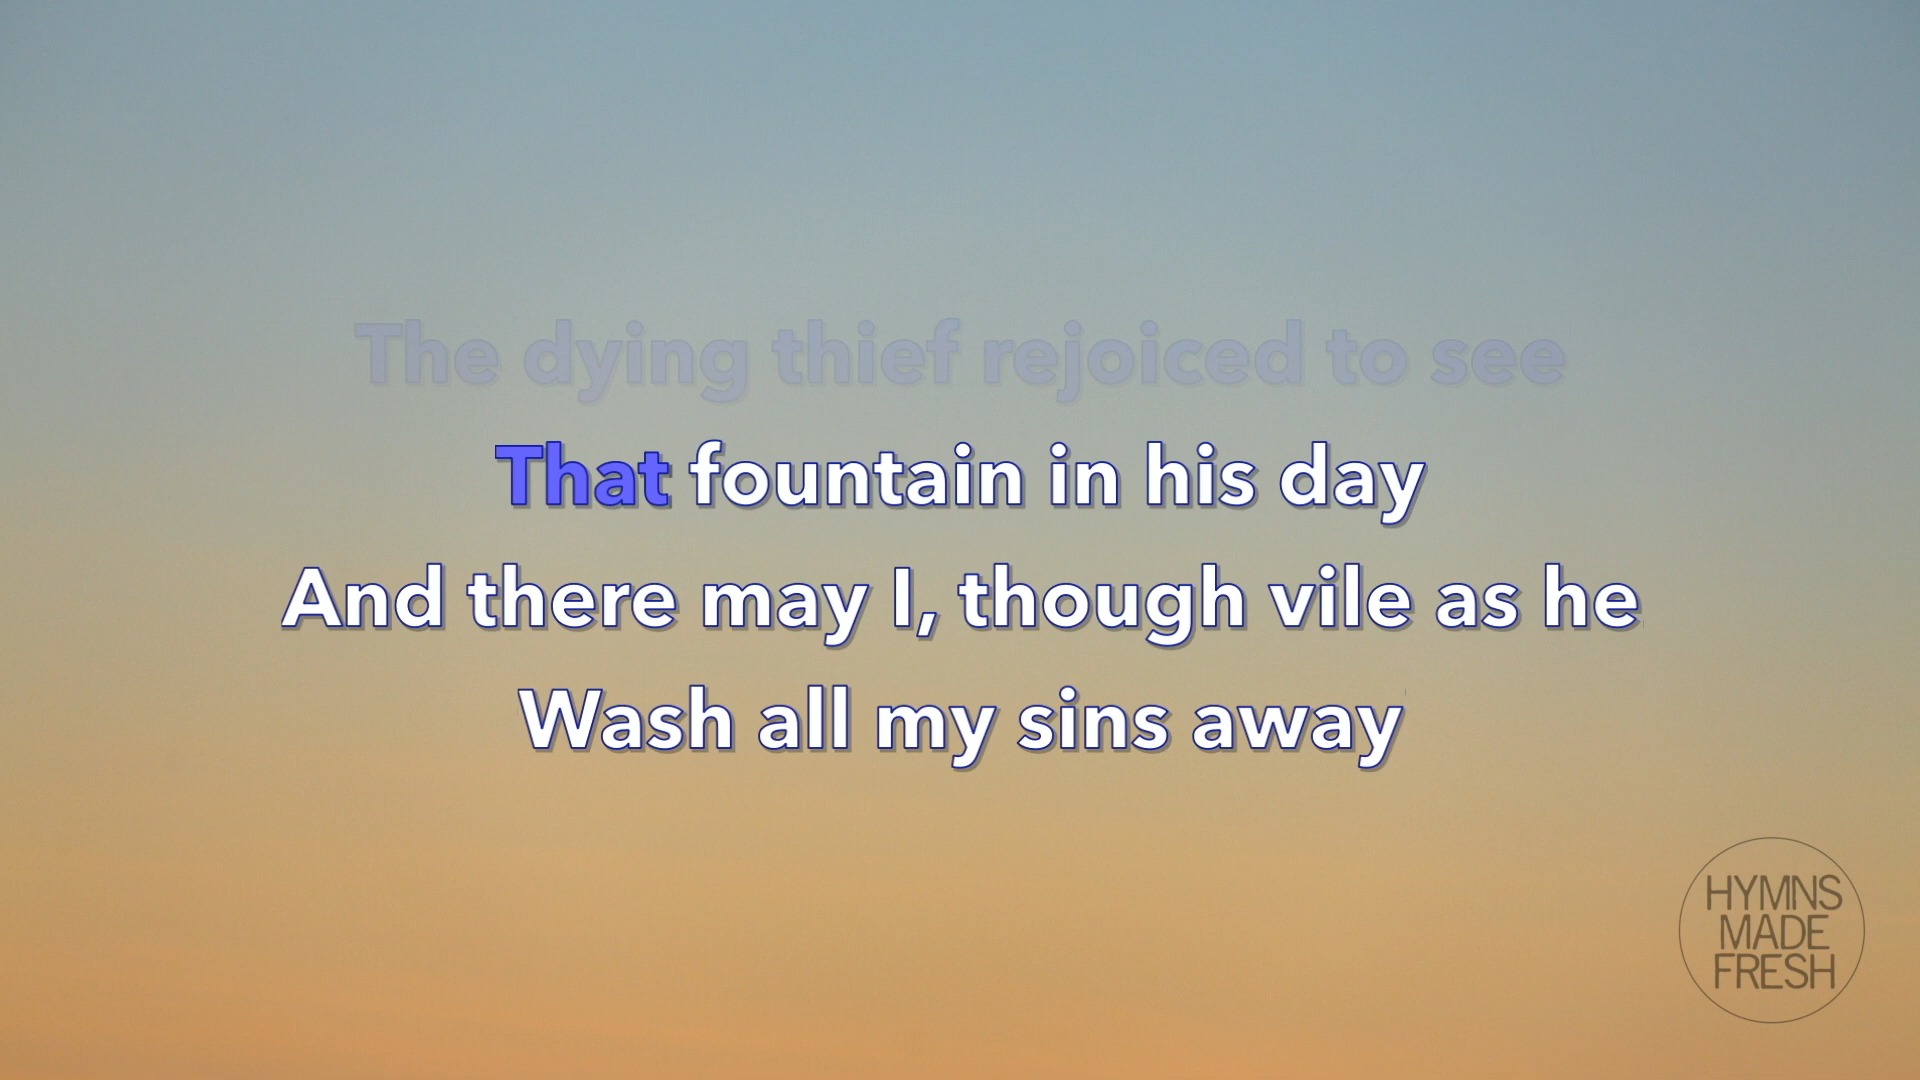 The dying thief rejoiced to see
That fountain in his day
And there may I, though vile as he
Wash all my sins away
HYMNS
MADE
FRESH